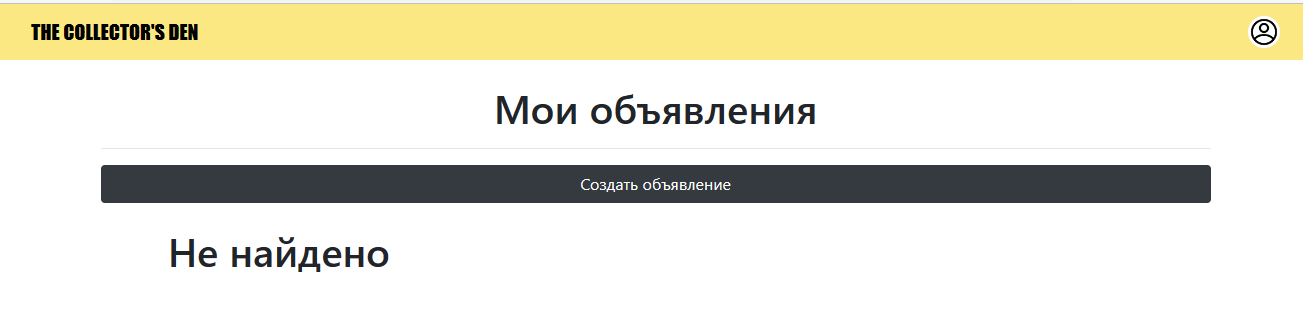 THE COLLECTOR'S DEN
Мои объявления
Создать объявление
Не найдено